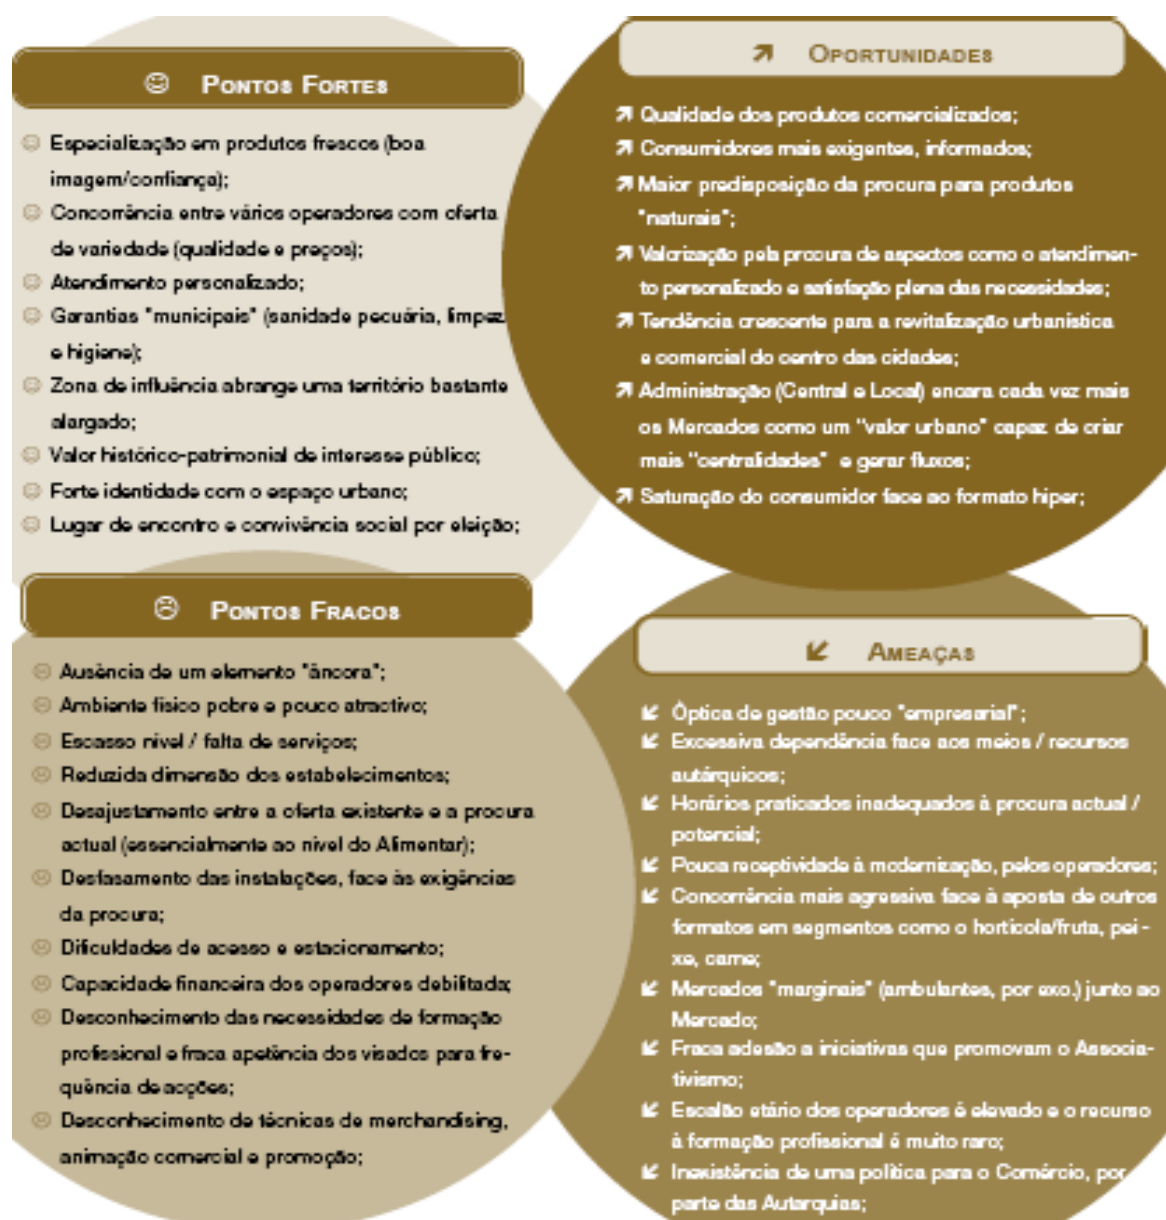 Pontos Fortes
Especialização em produtos frescos (boa
imagem/confiança);
Concorrência entre vários operadores com oferta
de variedade (qualidade e preços);
Atendimento personalizado;
Garantias "municipais" (sanidade pecuária, limpez
e higiene);
Zona de influência abrange uma território bastante
alargado;
Valor histórico-patrimonial de interesse público;
Forte identidade com o espaço urbano;
Lugar de encontro e convivência social por eleição;
Oportunidades
Qualidade dos produtos comercializados;
Consumidores mais exigentes, informados;
Maior predisposição da procura para produtos
"naturais";
Valorização pela procura de aspectos como o atendimen-
to personalizado e satisfação plena das necessidades;
Tendência crescente para a revitalização urbanística
e comercial do centro das cidades;
Administração (Central e Local) encara cada vez mais
os Mercados como um "valor urbano" capaz de criar
mais "centralidades" e gerar fluxos;
Saturação do consumidor face ao formato hiper;
Pontos Fracos
Ausência de um elemento "âncora";
Ambiente físico pobre e pouco atractivo;
Escasso nível / falta de serviços;
Reduzida dimensão dos estabelecimentos;
Desajustamento entre a oferta existente e a procura
actual (essencialmente ao nível do Alimentar);
Desfasamento das instalações, face às exigências
da procura;
Dificuldades de acesso e estacionamento;
Capacidade financeira dos operadores debilitada;
Desconhecimento das necessidades de formação
profissional e fraca apetência dos visados para fre-
quência de acções;
Desconhecimento de técnicas de merchandising,
animação comercial e promoção;
Ameaças
Óptica de gestão pouco "empresarial";
Excessiva dependência face aos meios / recursos
autárquicos;
Horários praticados inadequados à procura actual /
potencial;
Pouca receptividade à modernização, pelos operadores;
Concorrência mais agressiva face à aposta de outros
formatos em segmentos como o hortícola/fruta, pei-
xe, carne;
Mercados "marginais" (ambulantes, por exo.) junto ao
Mercado;
Fraca adesão a iniciativas que promovam o Associa-
tivismo;
Escalão etário dos operadores é elevado e o recurso
à formação profissional é muito raro;
Inexistência de uma política para o Comércio, por
parte das Autarquias;